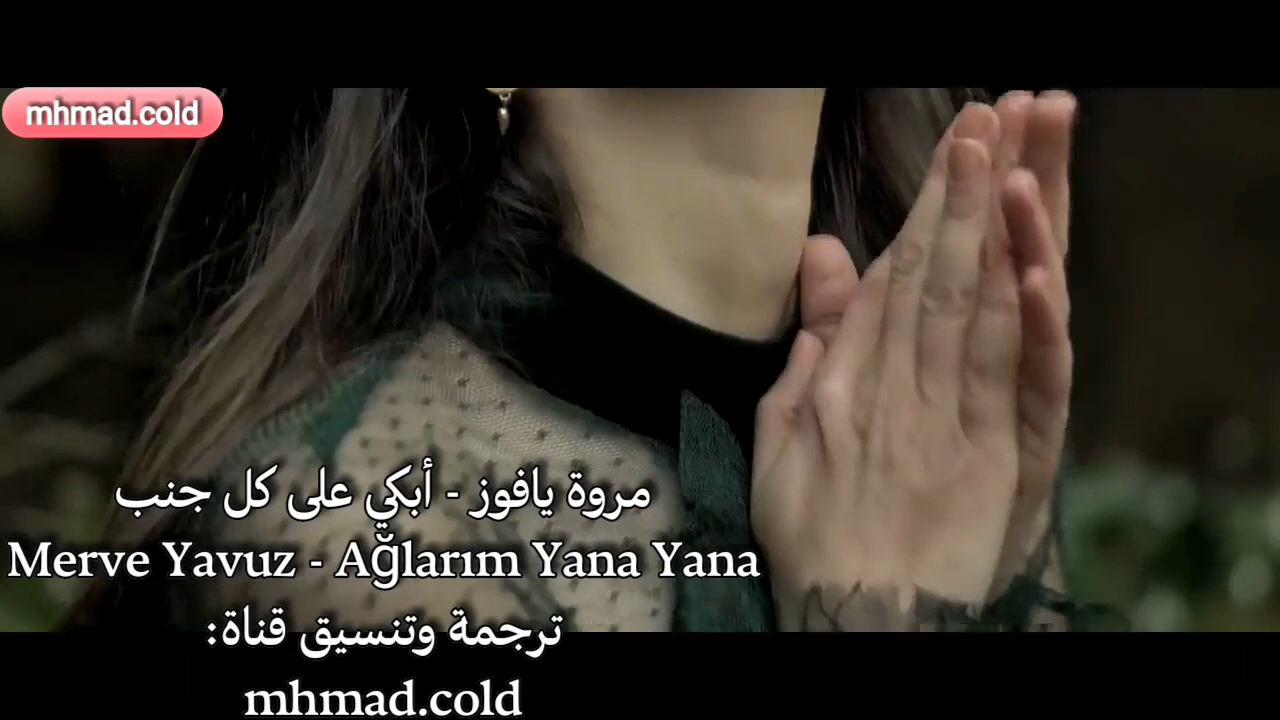 mhmad.cold
مروة يافوز - أبكي على كل جنب
Merve Yavuz - Ağlarım Yana Yana
ترجمة وتنسيق قناة:
mhmad.cold